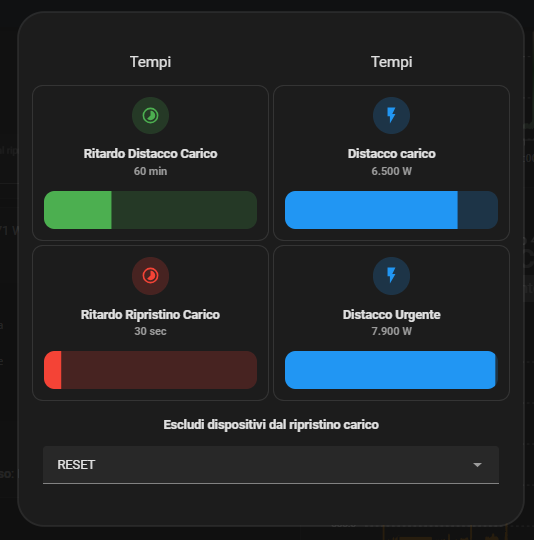 Tempi
Tempi
Ritardo Distacco Carico
60 min
Distacco carico
6.500 W
Ritardo Ripristino Carico
30 sec
Distacco Urgente
7.900 W
Escludi dispositivi dal ripristino carico
RESET